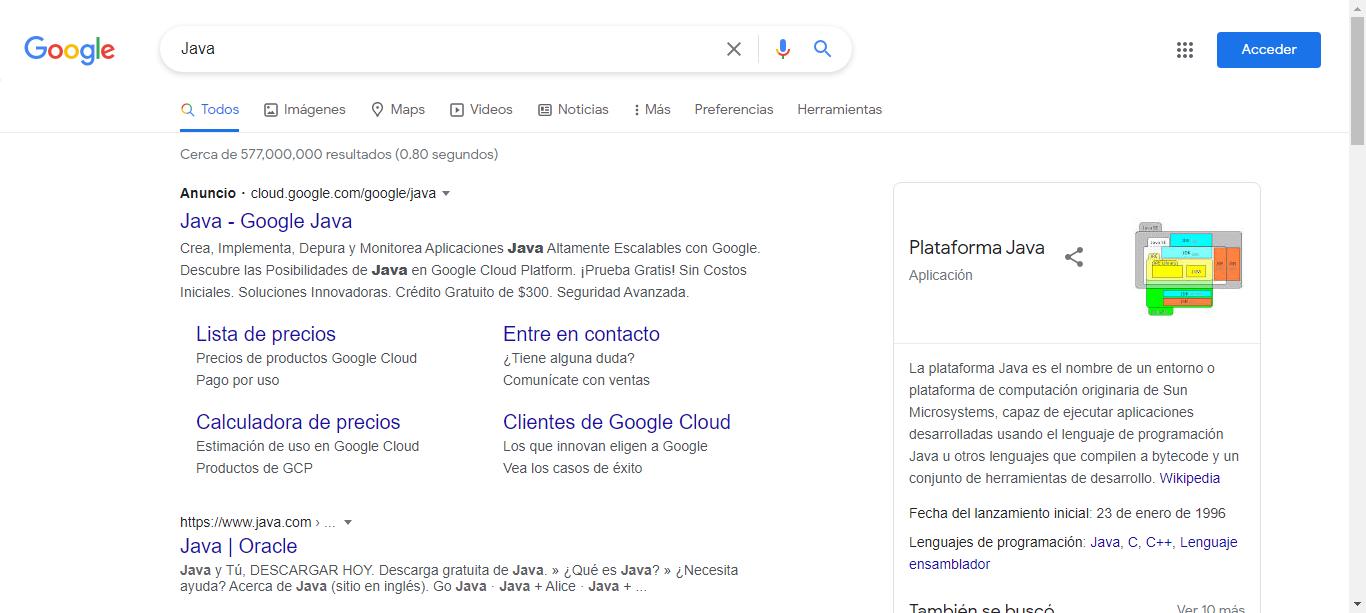 Google
Java
Acceder
Todos
Imágenes
Maps
Videos
Noticias
Más
Preferencias
Herramientas
Cerca de 577,000,000 resultados (0.80 segundos)
Anuncio · cloud.google.com/google/java
Java - Google Java
Crea, Implementa, Depura y Monitorea Aplicaciones Java Altamente Escalables con Google.
Descubre las Posibilidades de Java en Google Cloud Platform. ¡Prueba Gratis! Sin Costos
Iniciales. Soluciones Innovadoras. Crédito Gratuito de $300. Seguridad Avanzada.
Lista de precios
Precios de productos Google Cloud
Pago por uso
Entre en contacto
¿Tiene alguna duda?
Comunícate con ventas
Calculadora de precios
Estimación de uso en Google Cloud
Productos de GCP
Clientes de Google Cloud
Los que innovan eligen a Google
Vea los casos de éxito
https://www.java.com › ...
Java | Oracle
Java y Tú, DESCARGAR HOY. Descarga gratuita de Java. » ¿Qué es Java? » ¿Necesita
ayuda? Acerca de Java (sitio en inglés). Go Java · Java + Alice · Java + ...
Plataforma Java
Aplicación
La plataforma Java es el nombre de un entorno o
plataforma de computación originaria de Sun
Microsystems, capaz de ejecutar aplicaciones
desarrolladas usando el lenguaje de programación
Java u otros lenguajes que compilen a bytecode y un
conjunto de herramientas de desarrollo. Wikipedia
Fecha del lanzamiento inicial: 23 de enero de 1996
Lenguajes de programación: Java, C, C++, Lenguaje
ensamblador
También se buscó
Ver 10 más